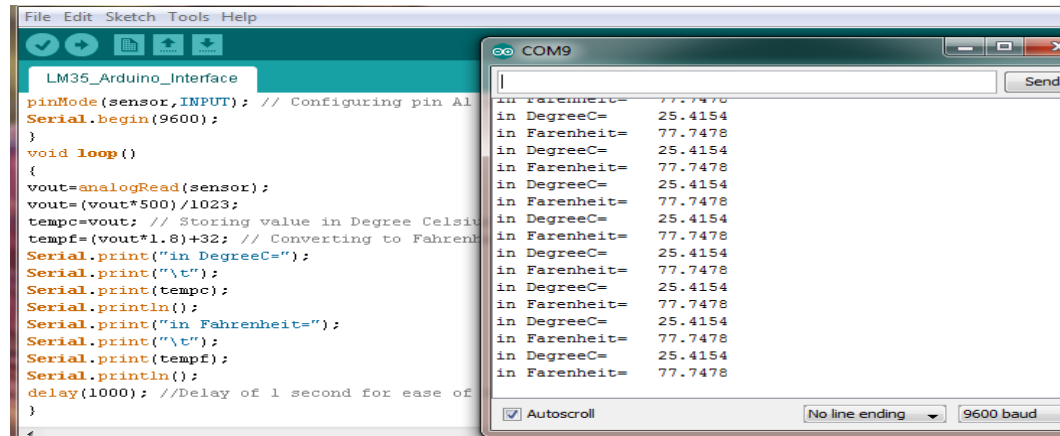 File Edit Sketch Tools Help
LM35_Arduino_Interface
pinMode(sensor,INPUT); // Configuring pin A1
Serial.begin(9600);
}
void loop()
{
vout=analogRead(sensor);
vout=(vout*500)/1023;
tempc=vout; // Storing value in Degree Celsiu
tempf=(vout*1.8)+32; // Converting to Fahrenh
Serial.print("in DegreeC=");
Serial.print("\t");
Serial.print(tempc);
Serial.println();
Serial.print("in Fahrenheit=");
Serial.print("\t");
Serial.print(tempf);
Serial.println();
delay(1000); //Delay of 1 second for ease of
}
COM9
Send
in Farenheit= 77.7478
in DegreeC= 25.4154
in Farenheit= 77.7478
in DegreeC= 25.4154
in Farenheit= 77.7478
in DegreeC= 25.4154
in Farenheit= 77.7478
in DegreeC= 25.4154
in Farenheit= 77.7478
in DegreeC= 25.4154
in Farenheit= 77.7478
in DegreeC= 25.4154
in Farenheit= 77.7478
in DegreeC= 25.4154
in Farenheit= 77.7478
in DegreeC= 25.4154
in Farenheit= 77.7478
Autoscroll
No line ending
9600 baud